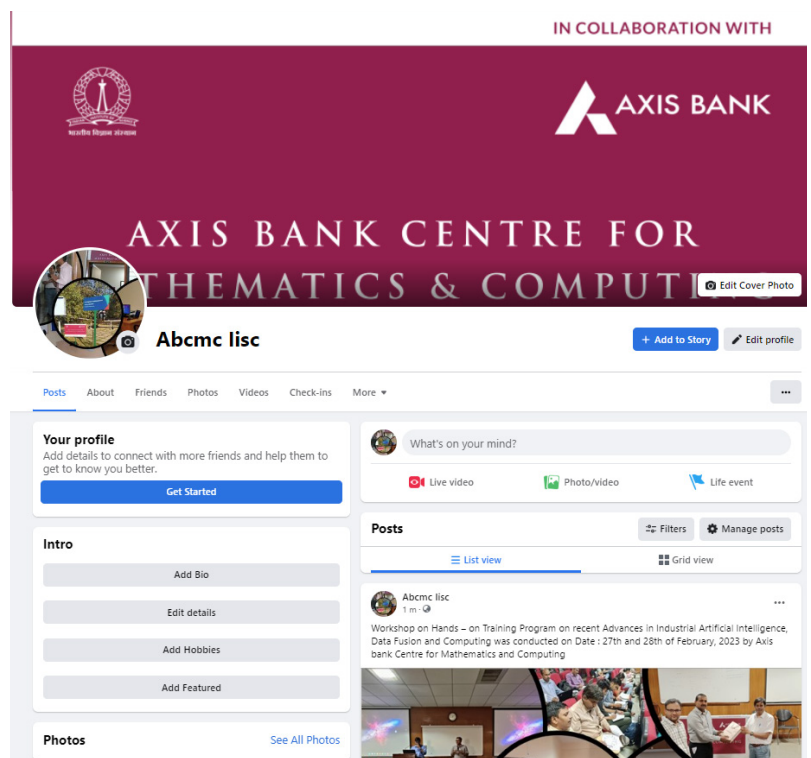 IN COLLABORATION WITH
भारतीय विज्ञान संस्थान
AXIS BANK
AXIS BANK CENTRE FOR
THEMATICS & COMPUTING
Edit Cover Photo
Abcmc Iisc
+ Add to Story
Edit profile
Posts About Friends Photos Videos Check-ins More
Your profile
Add details to connect with more friends and help them to
get to know you better.
Get Started
Intro
Add Bio
Edit details
Add Hobbies
Add Featured
Photos
See All Photos
What's on your mind?
Live video Photo/video Life event
Posts
Filters
Manage posts
List view Grid view
Abcmc Iisc
1 m ·
Workshop on Hands – on Training Program on recent Advances in Industrial Artificial Intelligence,
Data Fusion and Computing was conducted on Date : 27th and 28th of February, 2023 by Axis
bank Centre for Mathematics and Computing